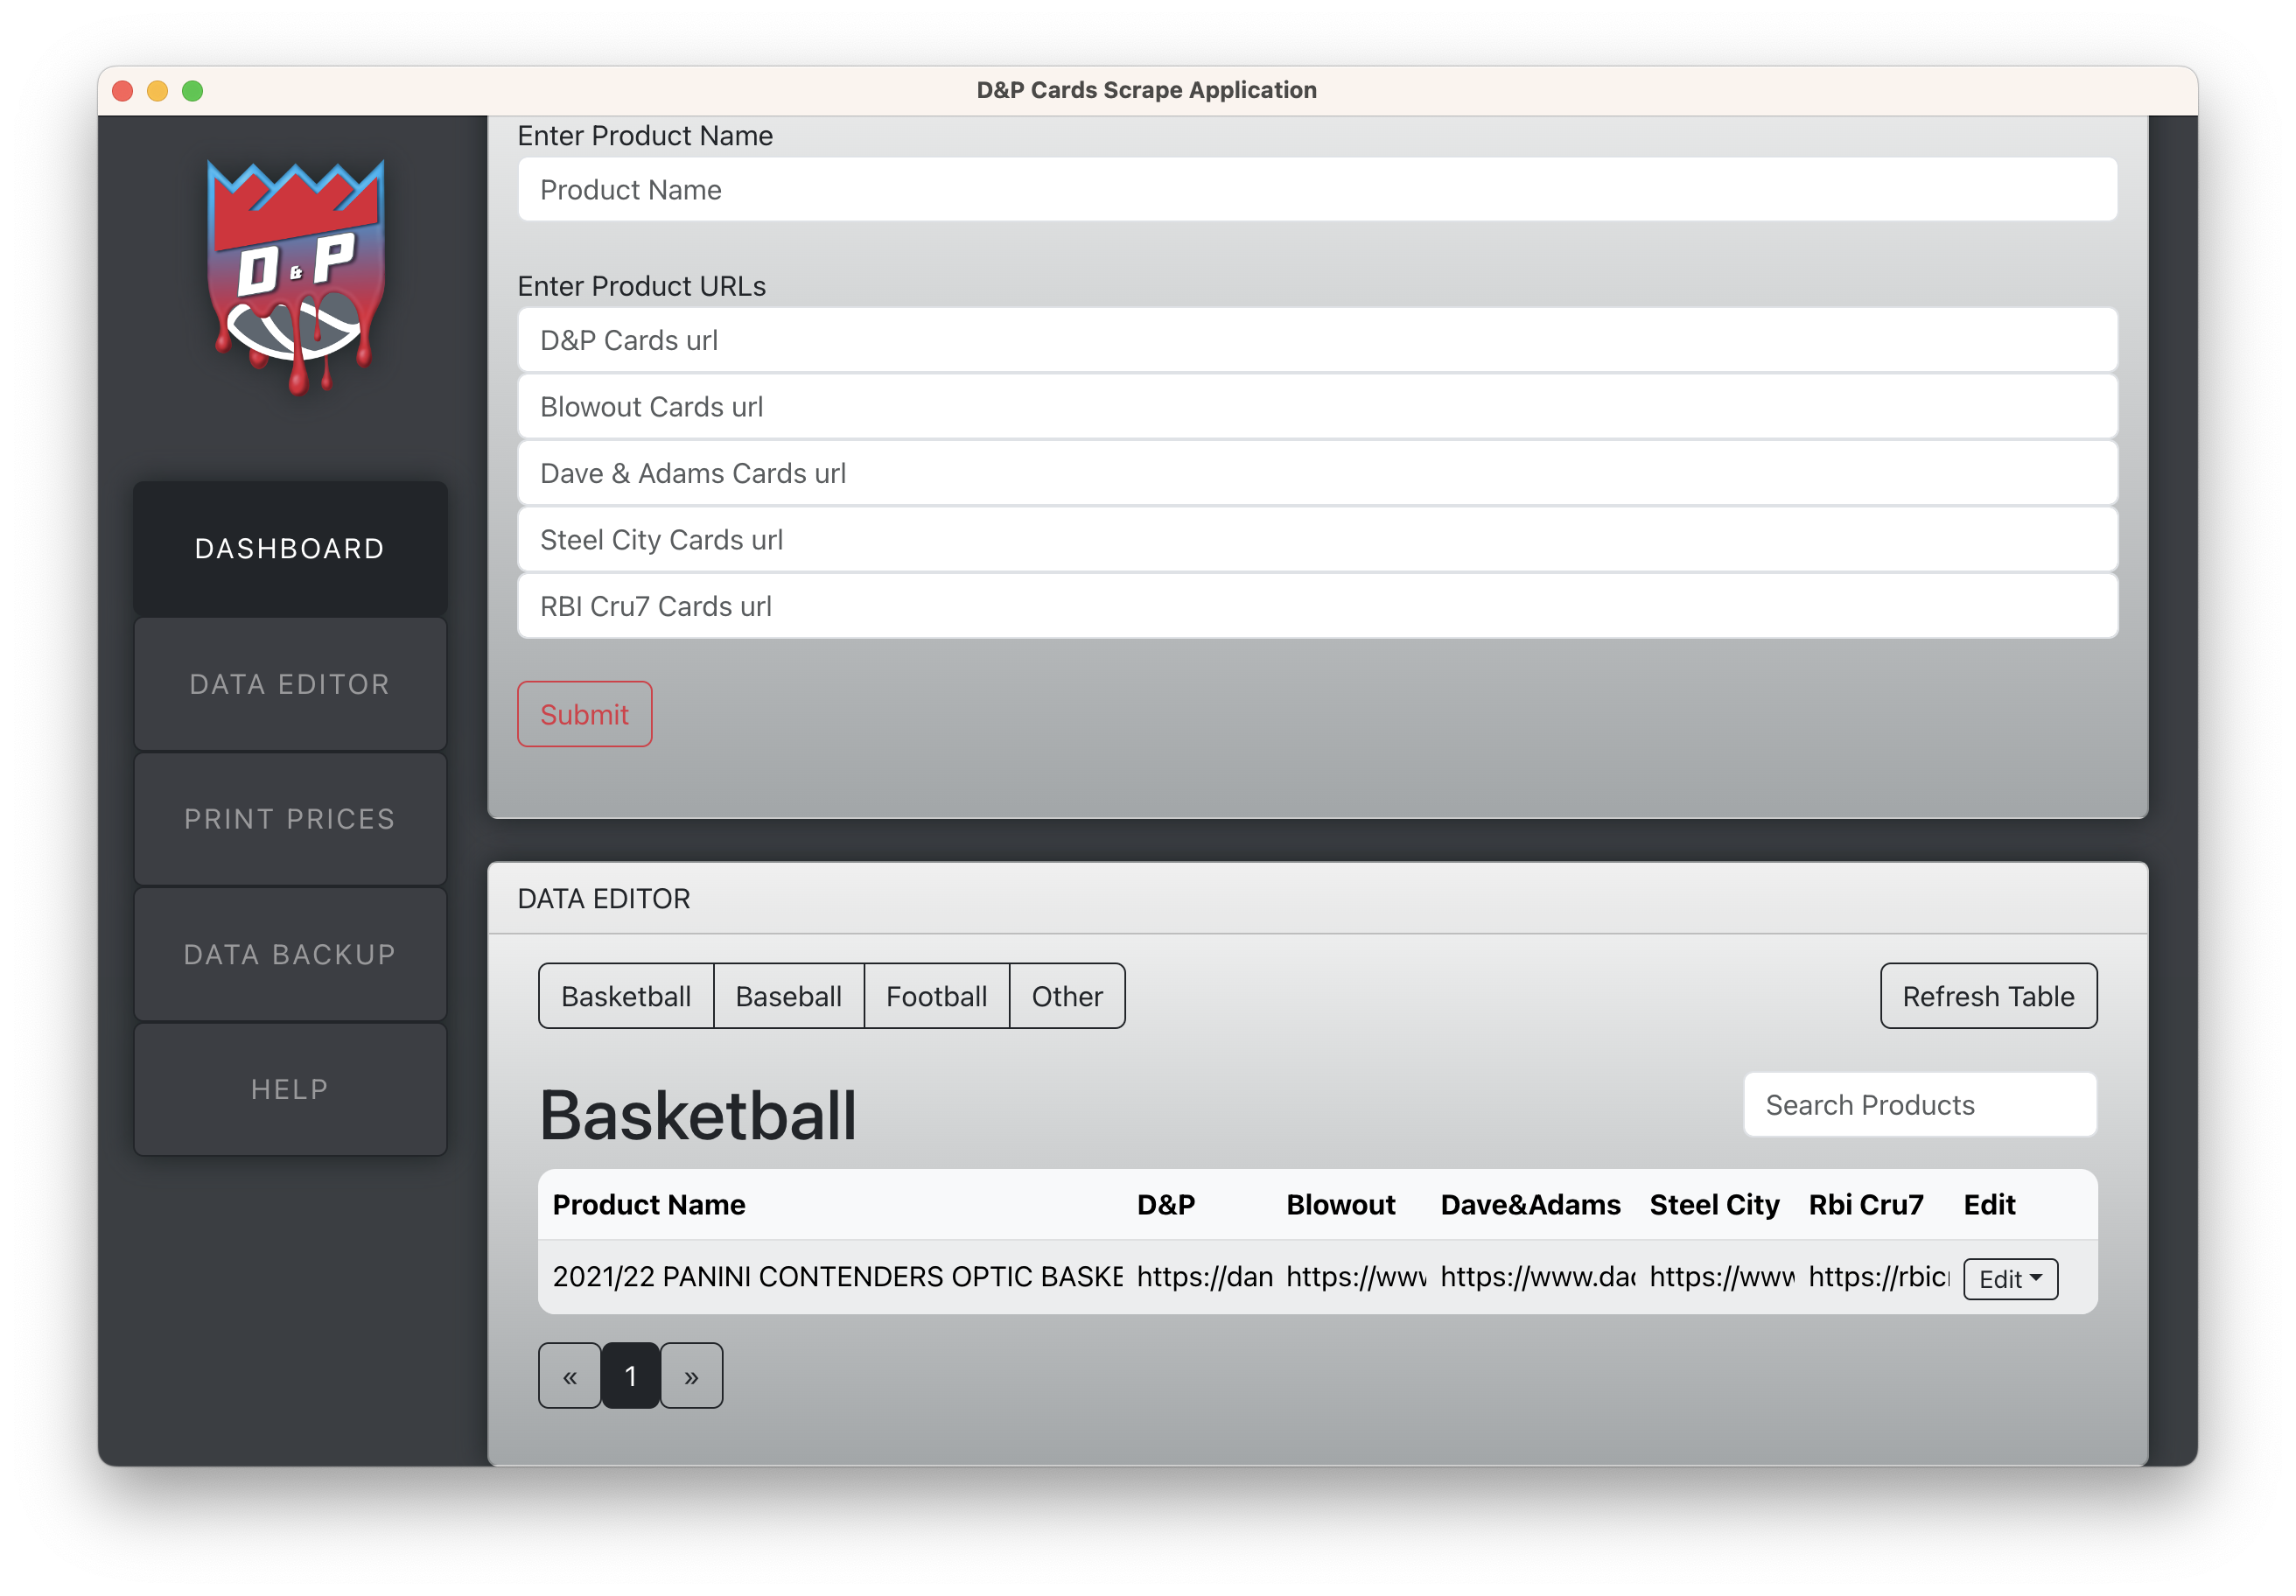 D&P Cards Scrape Application
D & P
DASHBOARD
DATA EDITOR
PRINT PRICES
DATA BACKUP
HELP
Enter Product Name
Product Name
Enter Product URLs
D&P Cards url
Blowout Cards url
Dave & Adams Cards url
Steel City Cards url
RBI Cru7 Cards url
Submit
DATA EDITOR
Basketball Baseball Football Other Refresh Table
Basketball
Search Products
Product Name D&P Blowout Dave&Adams Steel City Rbi Cru7 Edit
2021/22 PANINI CONTENDERS OPTIC BASKE https://dan https://ww https://www.da https://www https://rbic Edit
« 1 »